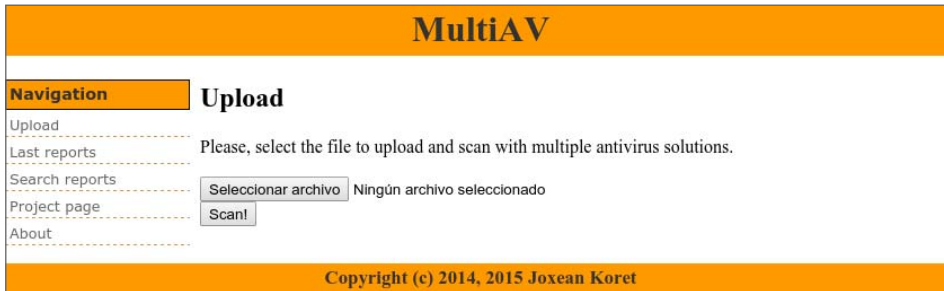 MultiAV
Navigation
Upload
Last reports
Search reports
Project page
About
Upload
Please, select the file to upload and scan with multiple antivirus solutions.
Seleccionar archivo Ningún archivo seleccionado
Scan!
Copyright (c) 2014, 2015 Joxean Koret